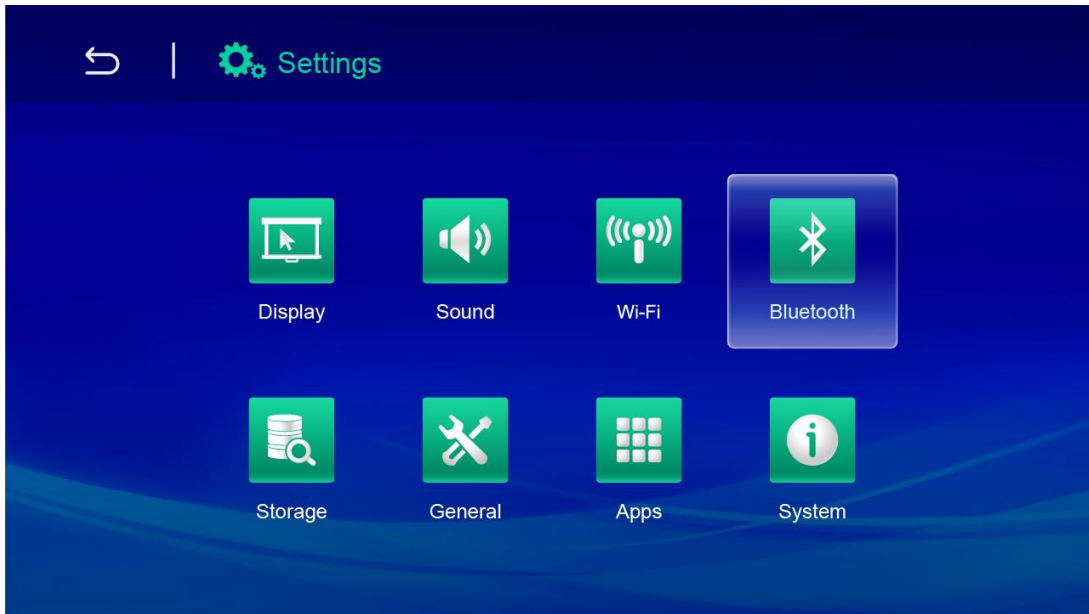 Settings
Display Sound Wi-Fi Bluetooth
Storage General Apps System